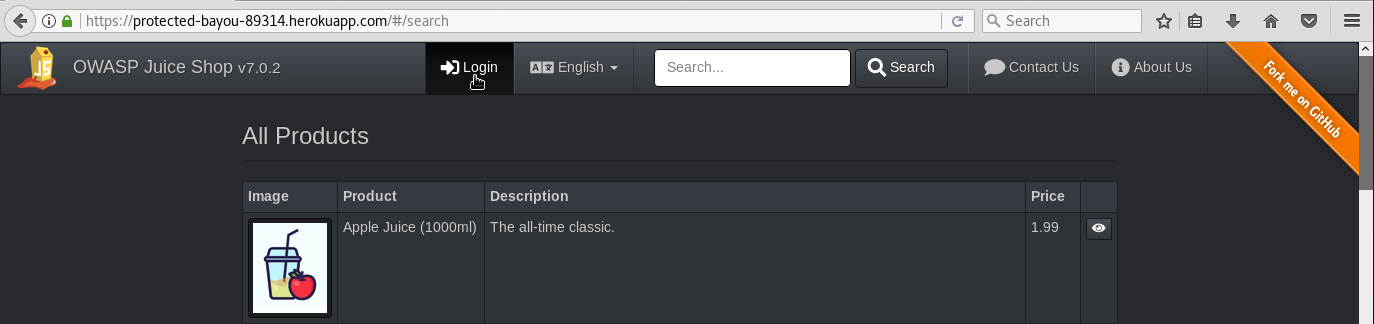 https://protected-bayou-89314.herokuapp.com/#/search
Search
JS
OWASP Juice Shop v7.0.2
Login
English
Search...
Search
Contact Us
About Us
Fork me on GitHub
All Products
Image Product Description Price
Apple Juice (1000ml) The all-time classic. 1.99